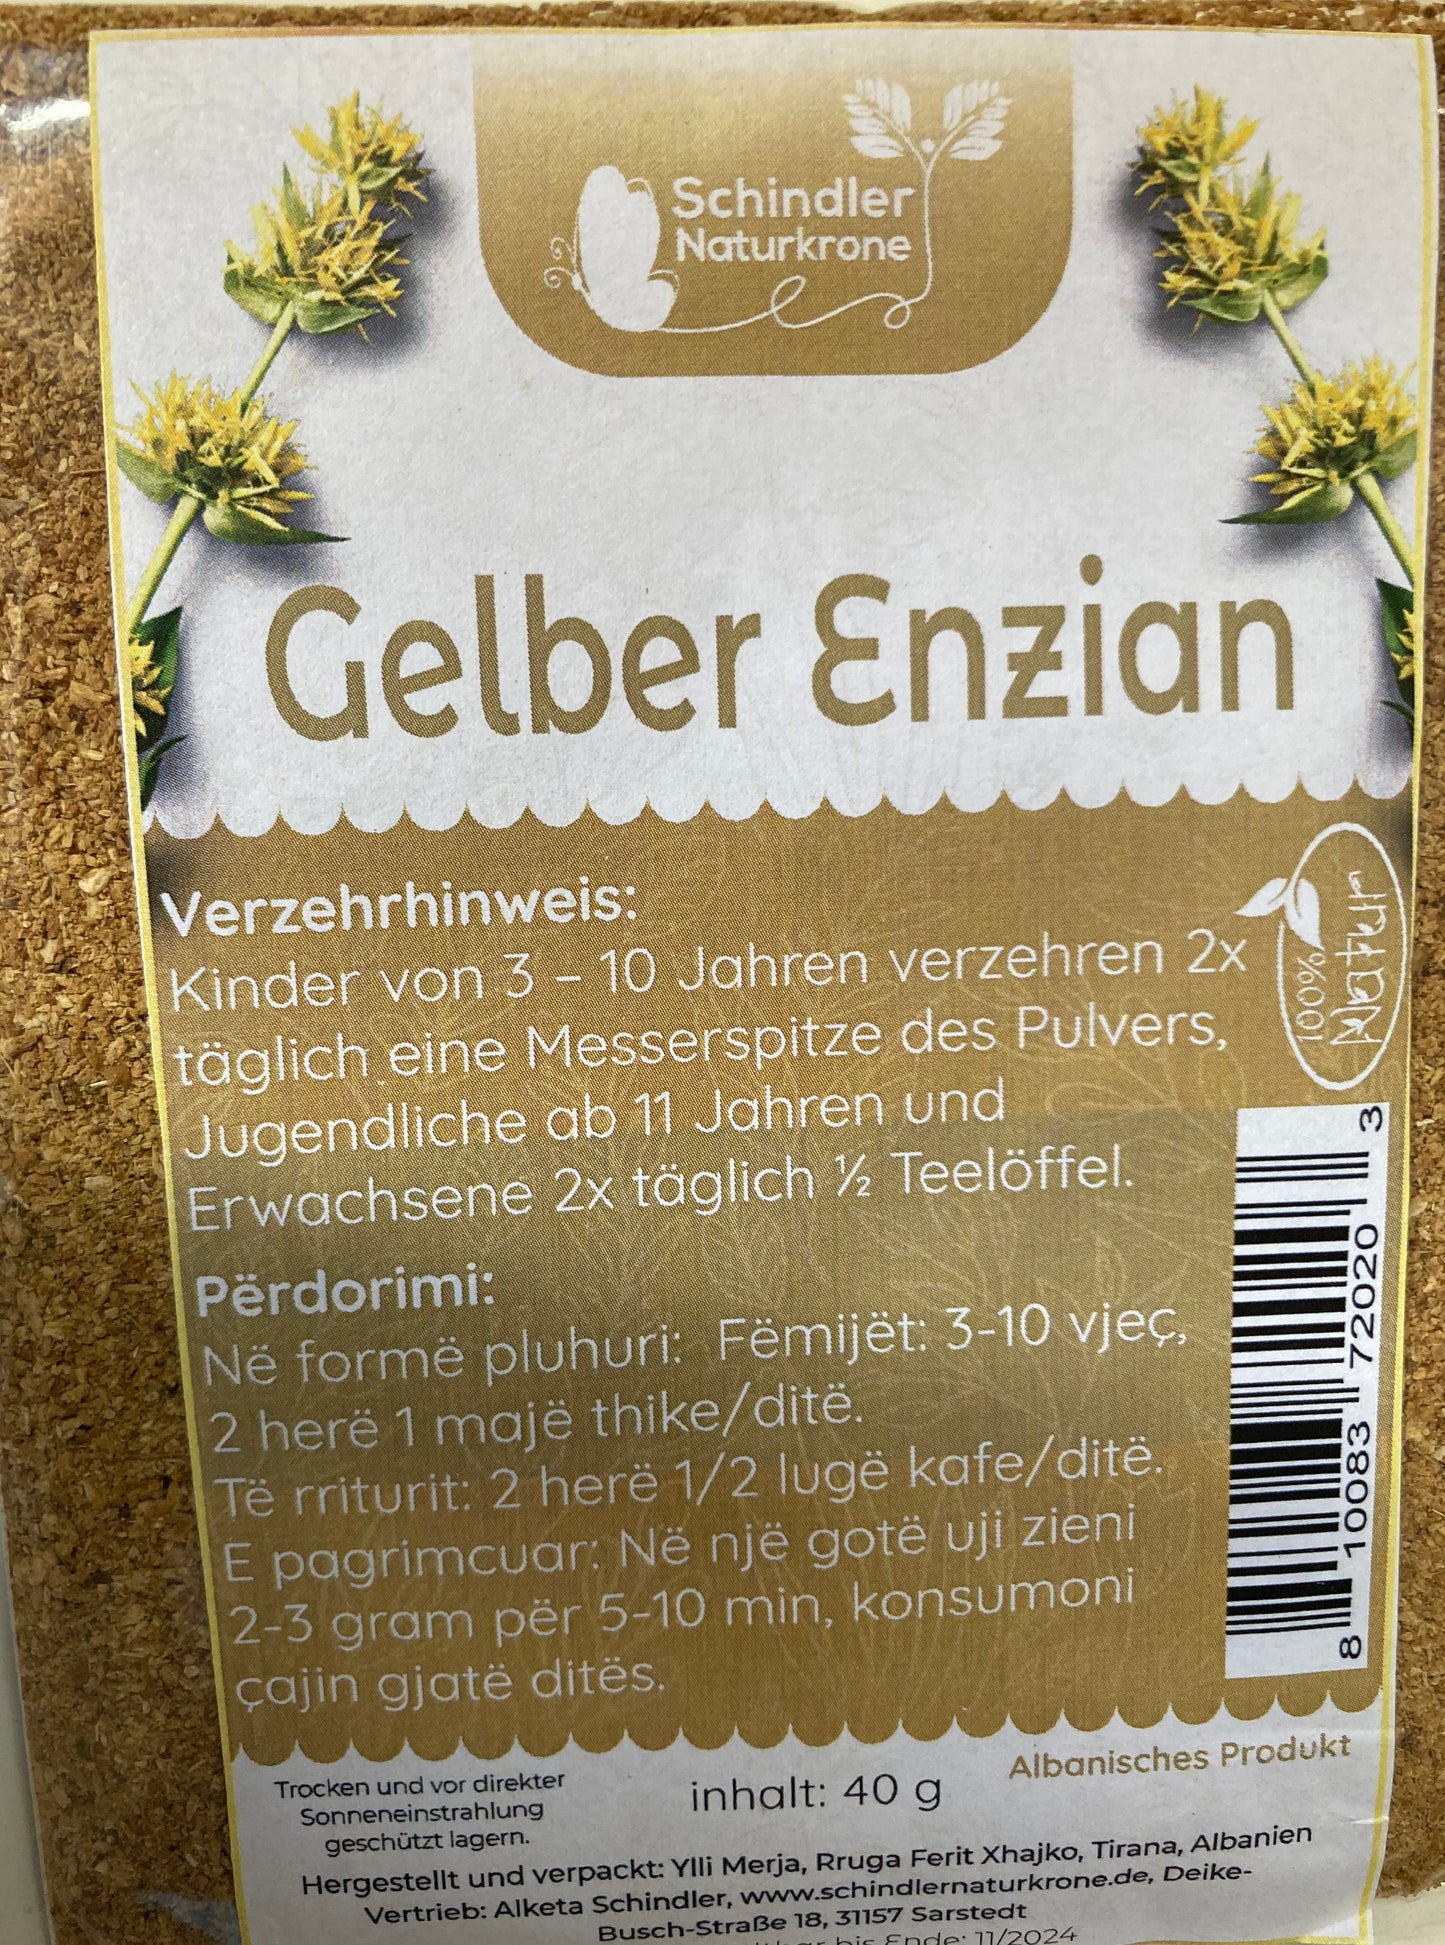 Schindler
Naturkrone
Gelber Enzian
Verzehrhinweis:
Kinder von 3 – 10 Jahren verzehren 2x
täglich eine Messerspitze des Pulvers,
Jugendliche ab 11 Jahren und
Erwachsene 2x täglich ½ Teelöffel.
100%
Natur
Përdorimi:
Në formë pluhuri: Fëmijët: 3-10 vjeç,
2 herë 1 majë thike/ditë.
Të rriturit: 2 herë 1/2 lugë kafe/ditë.
E pagrimcuar: Në një gotë uji zieni
2-3 gram për 5-10 min, konsumoni
çajin gjatë ditës.
8 10083 72020 3
Albanisches Produkt
Trocken und vor direkter
Sonneneinstrahlung
geschützt lagern.
inhalt: 40 g
Hergestellt und verpackt: Ylli Merja, Rruga Ferit Xhajko, Tirana, Albanien
Vertrieb: Alketa Schindler, www.schindlernaturkrone.de, Deike-
Busch-Straße 18, 31157 Sarstedt
bis Ende: 11/2024